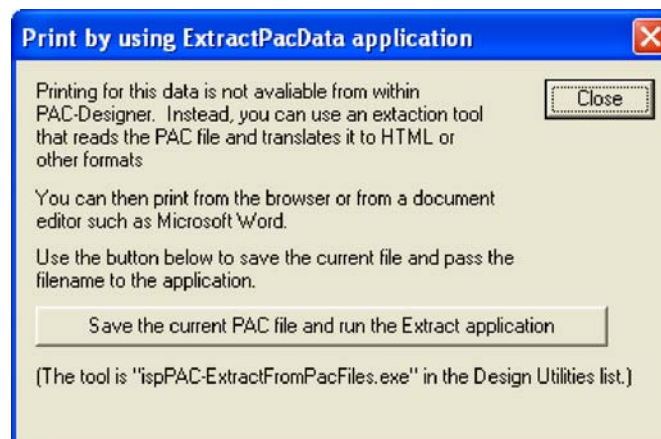 Print by using ExtractPacData application
Printing for this data is not avaliable from within
PAC-Designer.  Instead, you can use an extaction tool
that reads the PAC file and translates it to HTML or
other formats
Close
You can then print from the browser or from a document
editor such as Microsoft Word.
Use the button below to save the current file and pass the
filename to the application.
Save the current PAC file and run the Extract application
(The tool is "ispPAC-ExtractFromPacFiles.exe" in the Design Utilities list.)